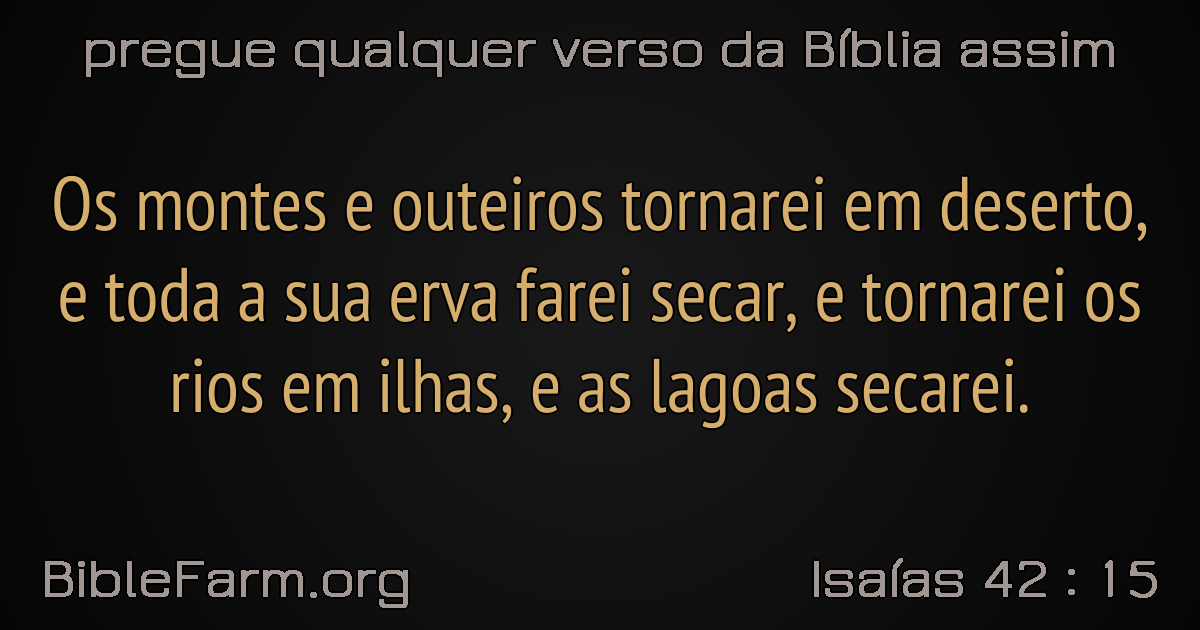 pregue qualquer verso da Bíblia assim
Os montes e outeiros tornarei em deserto,
e toda a sua erva farei secar, e tornarei os
rios em ilhas, e as lagoas secarei.
BibleFarm.org
Isaías 42 : 15